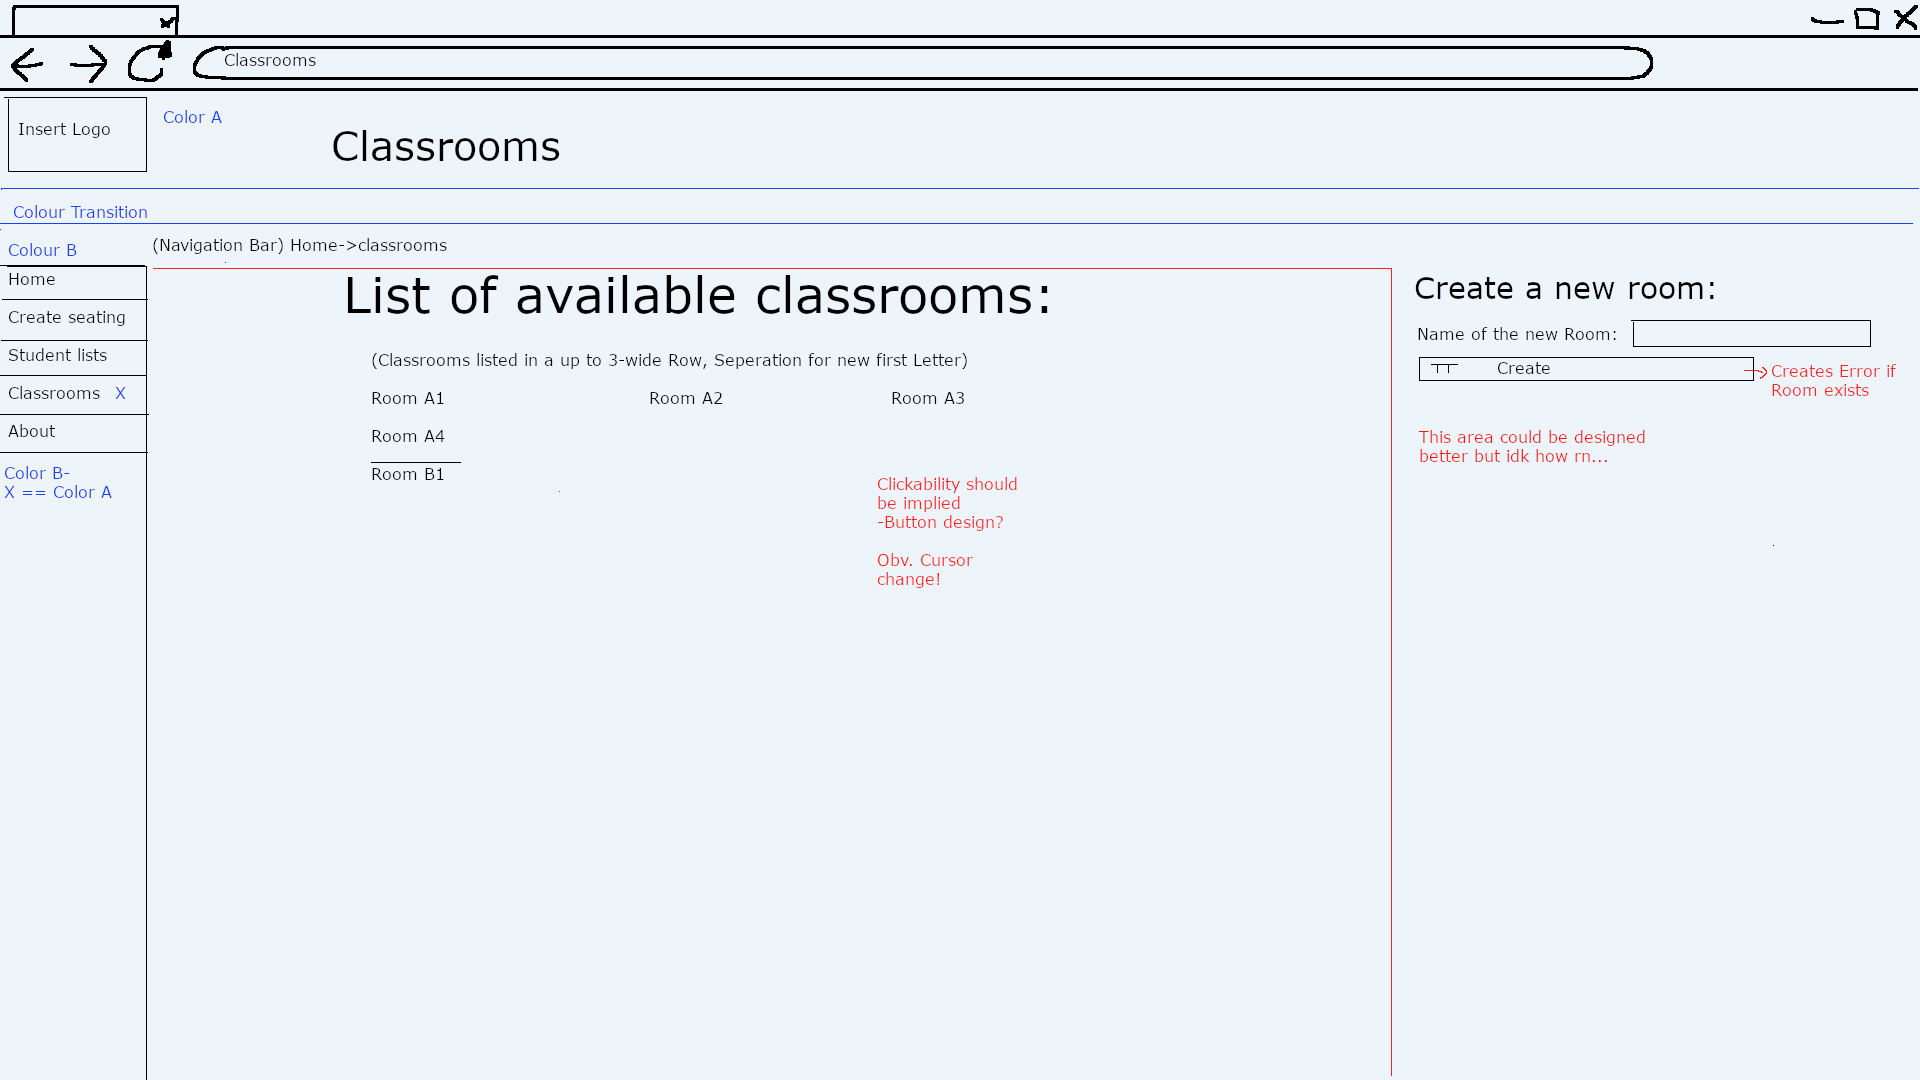 Classrooms
Insert Logo
Color A
Classrooms
Colour Transition
Colour B
(Navigation Bar) Home->classrooms
Home
Create seating
Student lists
Classrooms X
About
Color B-
X == Color A
List of available classrooms:
(Classrooms listed in a up to 3-wide Row, Seperation for new first Letter)
Room A1 Room A2 Room A3
Room A4
Room B1
Clickability should
be implied
-Button design?
Obv. Cursor
change!
Create a new room:
Name of the new Room:
Create
Creates Error if
Room exists
This area could be designed
better but idk how rn...